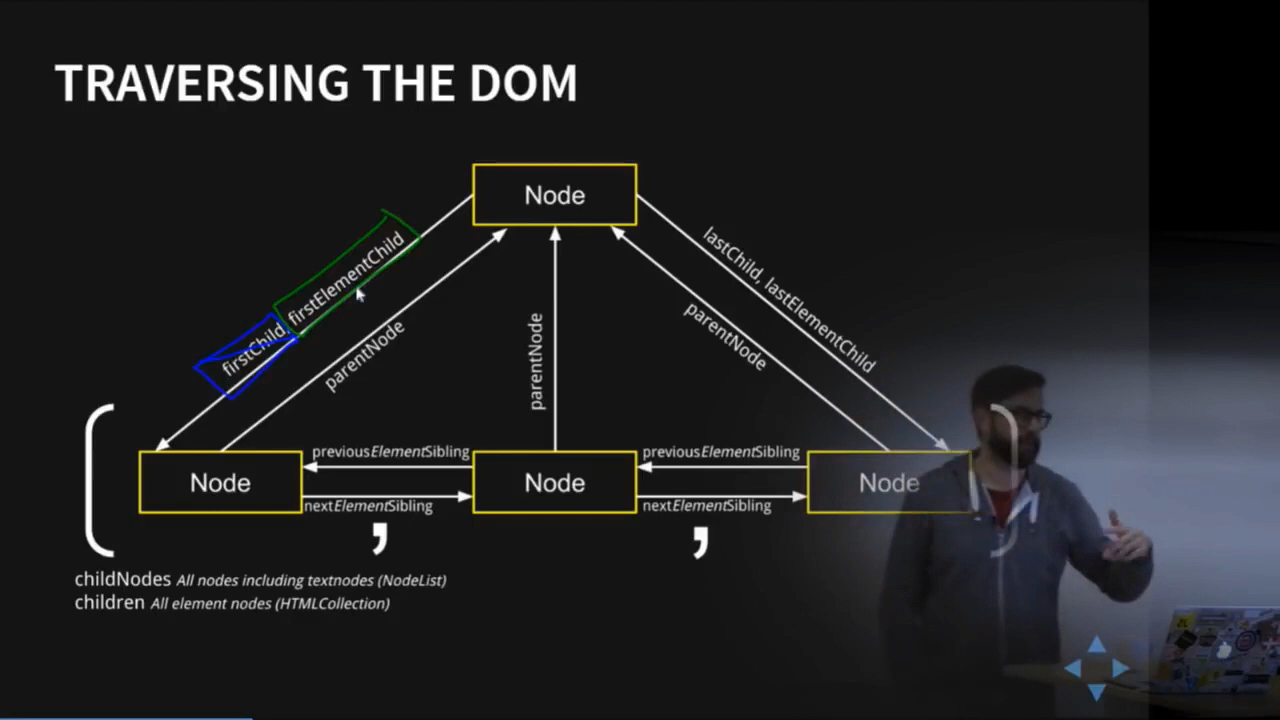 TRAVERSING THE DOM
Node
firstChild, firstElementChild
lastChild, lastElementChild
parentNode
parentNode
parentNode
previousElementSibling
previousElementSibling
Node
Node
Node
nextElementSibling
nextElementSibling
( , , )
childNodes All nodes including textnodes (NodeList)
children All element nodes (HTMLCollection)